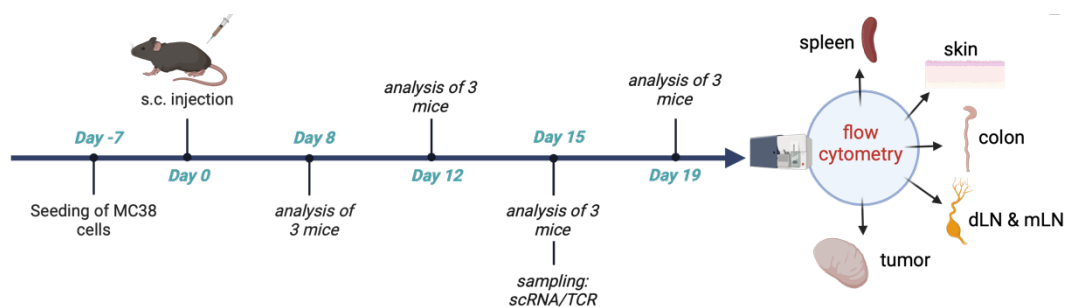 s.c. injection
analysis of 3
mice
analysis of 3
mice
Day -7
Day 8
Day 15
Day 0
Day 12
Day 19
Seeding of MC38
cells
analysis of
3 mice
analysis of 3
mice
sampling:
scRNA/TCR
spleen
skin
flow
cytometry
colon
dLN & mLN
tumor